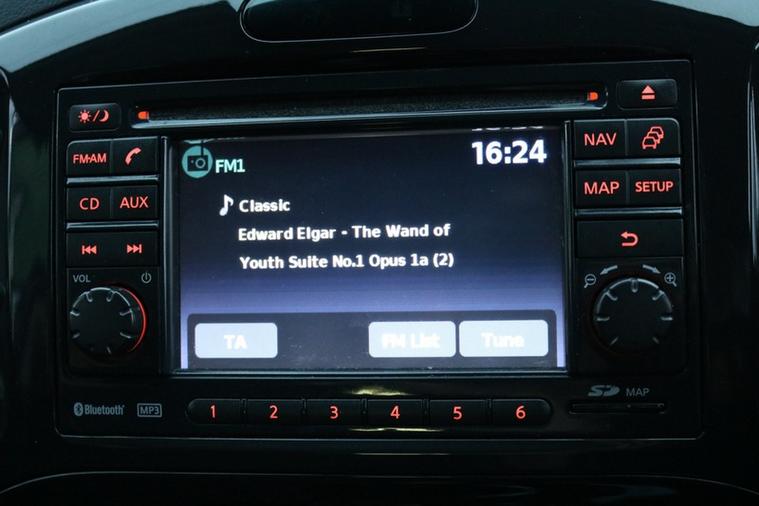 FM1
16:24
Classic
Edward Elgar - The Wand of
Youth Suite No.1 Opus 1a (2)
TA
FM List
Tune
FM·AM
CD
AUX
VOL
NAV
MAP
SETUP
Bluetooth
MP3
1
2
3
4
5
6
SD
MAP